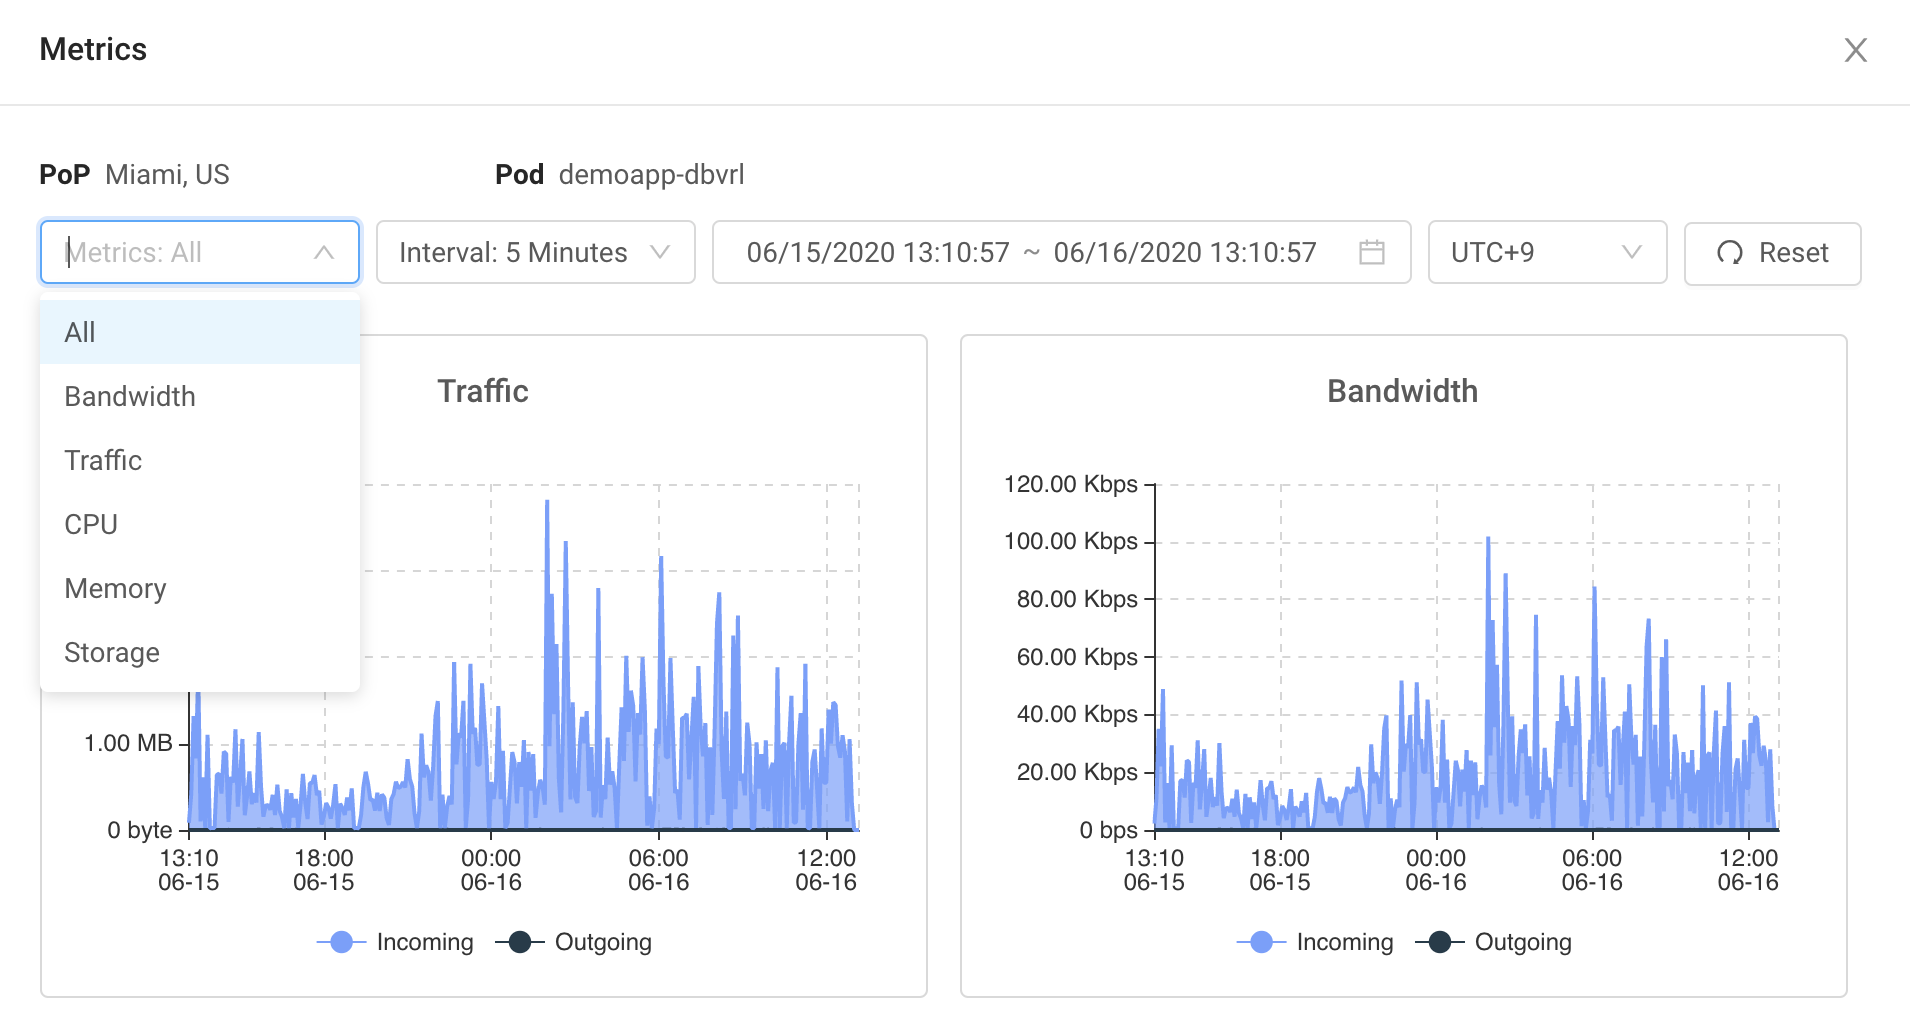 Metrics
PoP Miami, US
Pod demoapp-dbvrl
Metrics: All
Interval: 5 Minutes
06/15/2020 13:10:57 ~ 06/16/2020 13:10:57
UTC+9
Reset
All
Bandwidth
Traffic
CPU
Memory
Storage
Traffic
1.00 MB
0 byte
13:10 18:00 00:00 06:00 12:00
06-15 06-15 06-16 06-16 06-16
Incoming Outgoing
Bandwidth
120.00 Kbps
100.00 Kbps
80.00 Kbps
60.00 Kbps
40.00 Kbps
20.00 Kbps
0 bps
13:10 18:00 00:00 06:00 12:00
06-15 06-15 06-16 06-16 06-16
Incoming Outgoing